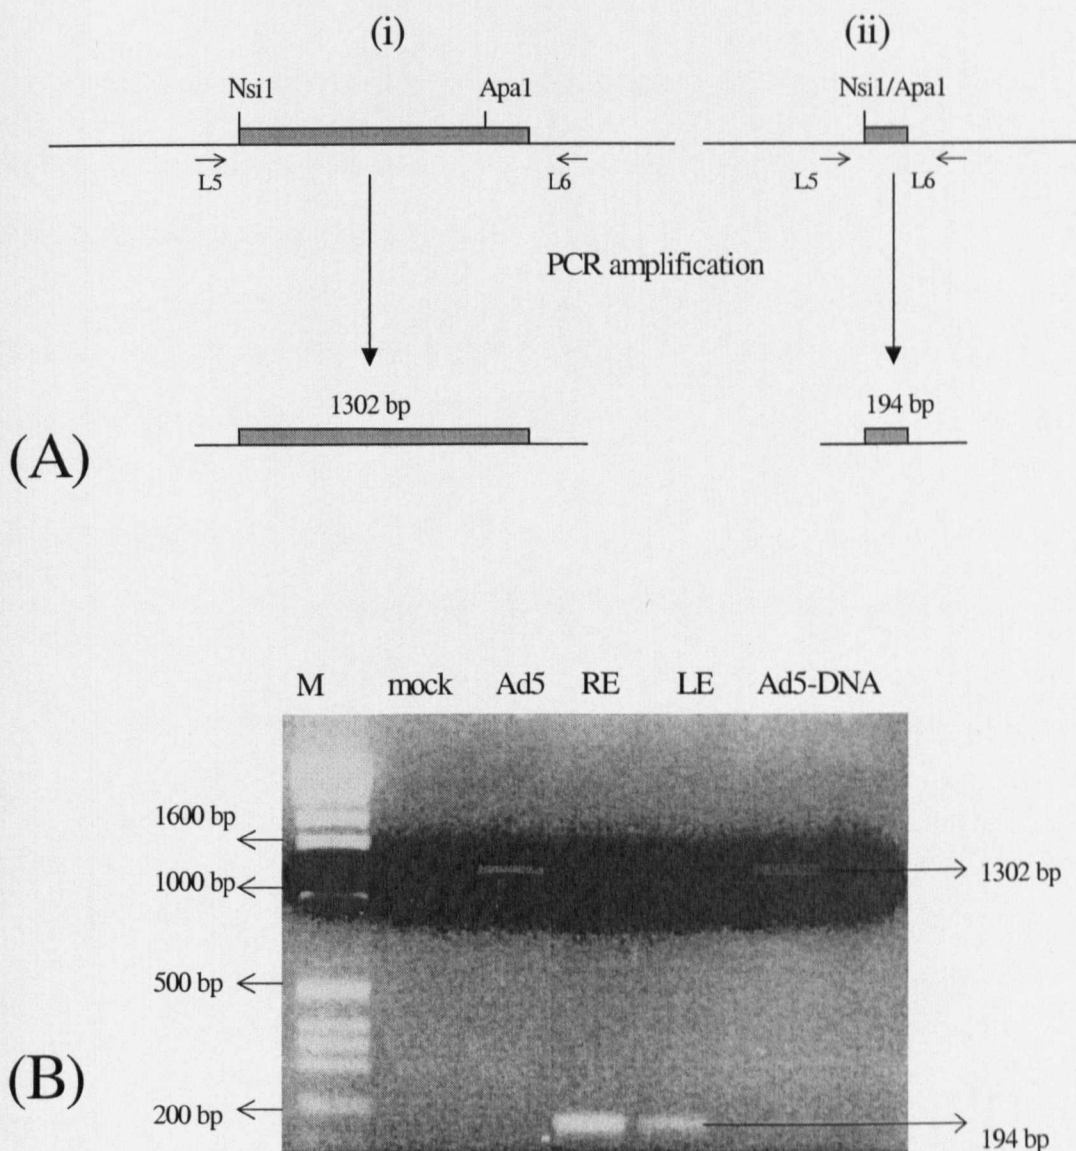 (i) (ii)
Nsi1 Apa1 Nsi1/Apa1
L5 L6 L5 L6
PCR amplification
1302 bp 194 bp
(A)
M mock Ad5 RE LE Ad5-DNA
1600 bp
1302 bp
1000 bp
500 bp
(B)
200 bp
194 bp